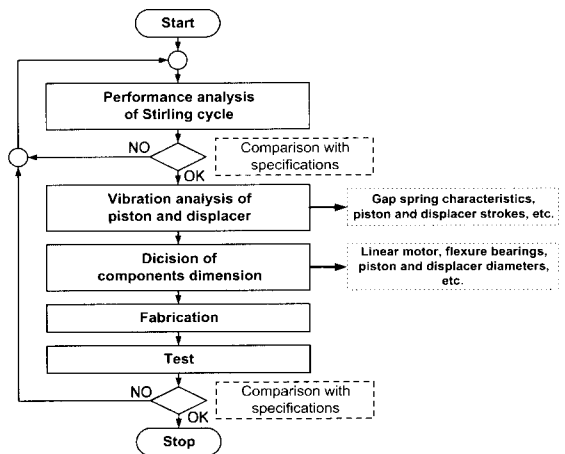 Start
Performance analysis
of Stirling cycle
NO
Comparison with
specifications
OK
Vibration analysis of
piston and displacer
Gap spring characteristics,
piston and displacer strokes, etc.
Dicision of
components dimension
Linear motor, flexure bearings,
piston and displacer diameters,
etc.
Fabrication
Test
NO
Comparison with
specifications
OK
Stop